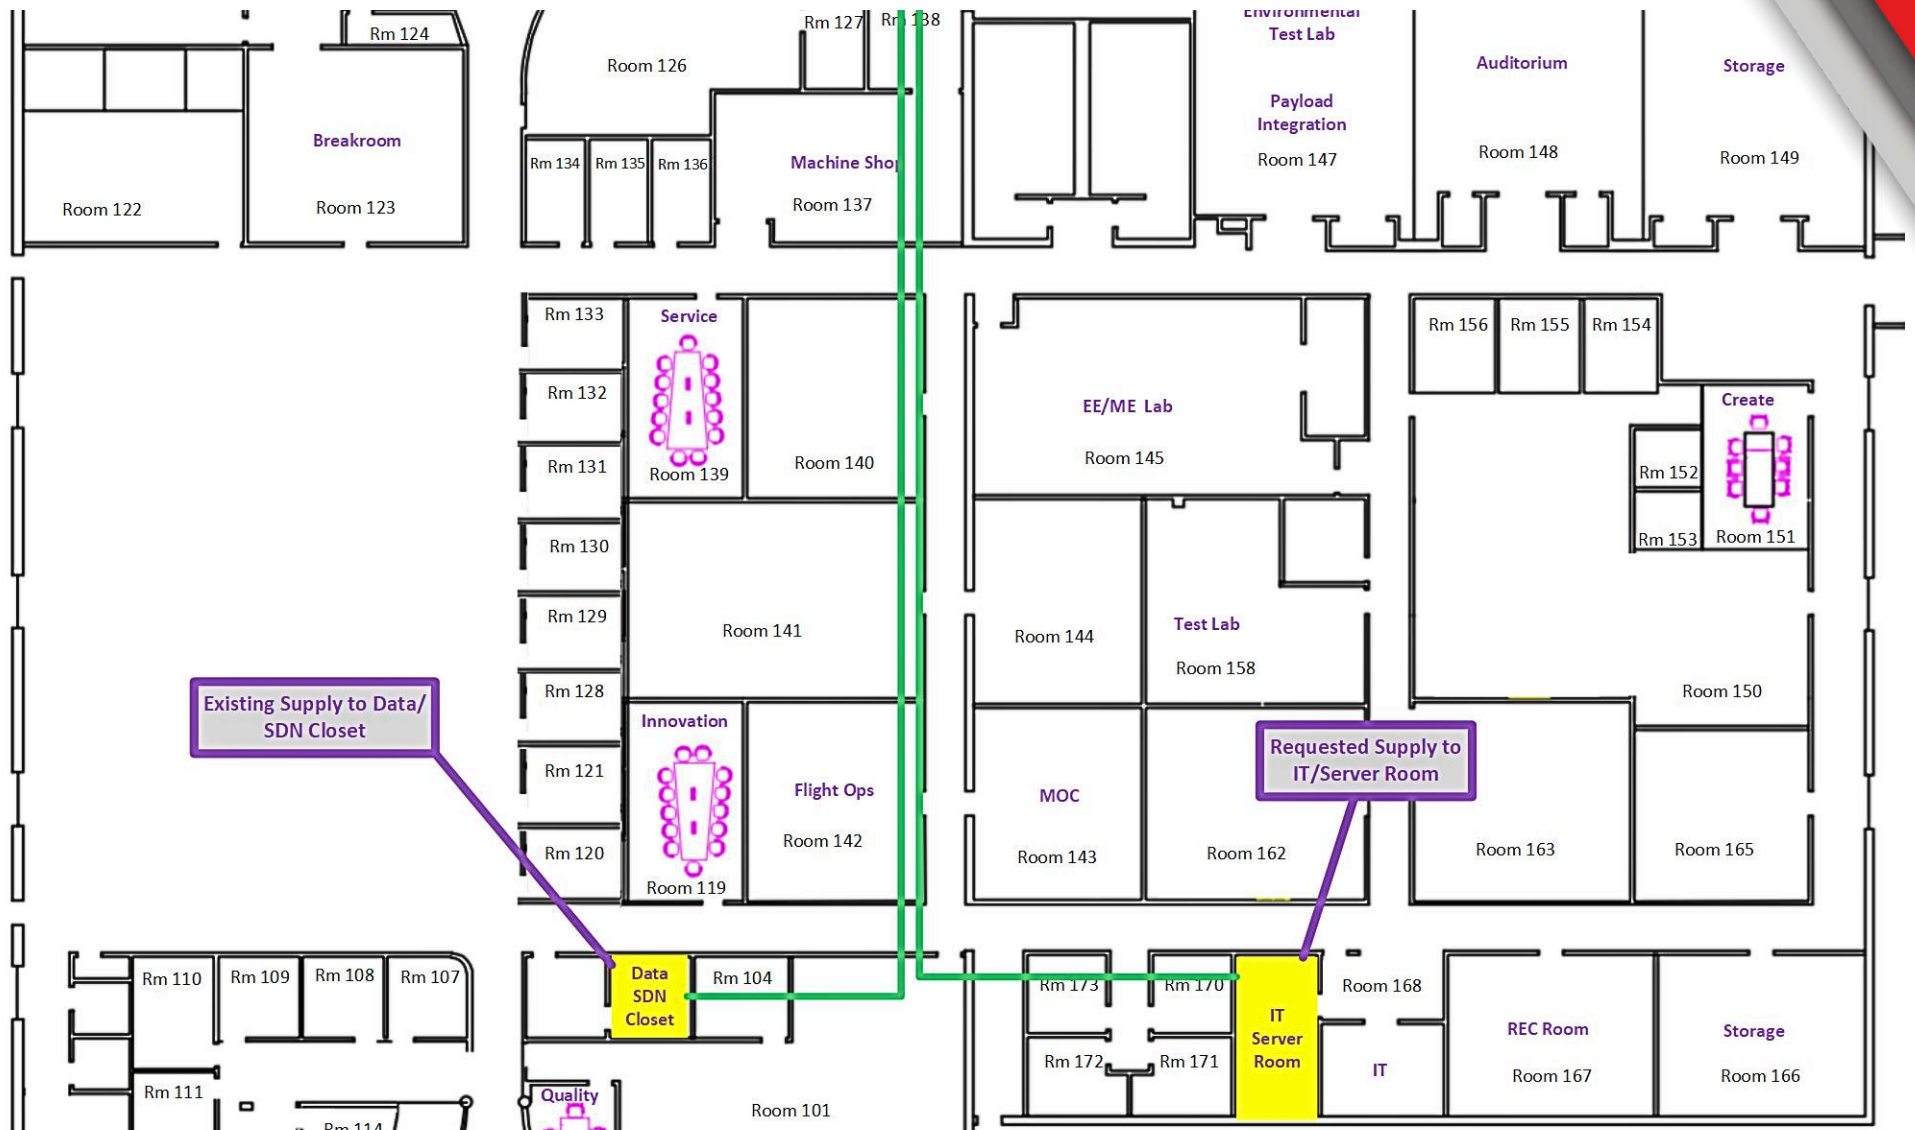 Rm 124
Rm 127
Rm 138
Environmental
Test Lab
Payload
Integration
Room 147
Auditorium
Room 148
Storage
Room 149
Room 126
Breakroom
Room 123
Room 122
Rm 134
Rm 135
Rm 136
Machine Shop
Room 137
Rm 133
Service
Room 139
Rm 132
Rm 131
Room 140
EE/ME Lab
Room 145
Rm 156
Rm 155
Rm 154
Create
Rm 152
Rm 153
Room 151
Rm 130
Rm 129
Room 141
Room 144
Test Lab
Room 158
Room 150
Rm 128
Existing Supply to Data/
SDN Closet
Innovation
Room 119
Rm 121
Rm 120
Flight Ops
Room 142
MOC
Room 143
Requested Supply to
IT/Server Room
Room 162
Room 163
Room 165
Rm 110
Rm 109
Rm 108
Rm 107
Data
SDN
Closet
Rm 104
Rm 173
Rm 170
Room 168
IT
Server
Room
Rm 172
Rm 171
IT
REC Room
Room 167
Storage
Room 166
Rm 111
Rm 114
Quality
Room 101